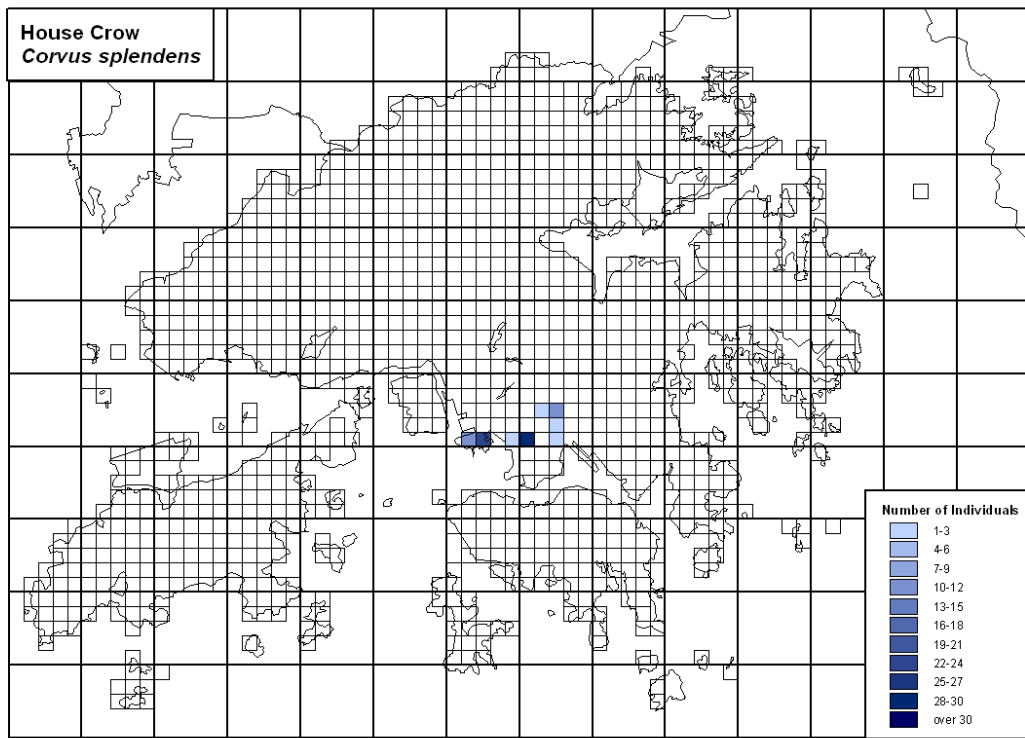 House Crow
Corvus splendens
Number of Individuals
1-3
4-6
7-9
10-12
13-15
16-18
19-21
22-24
25-27
28-30
over 30